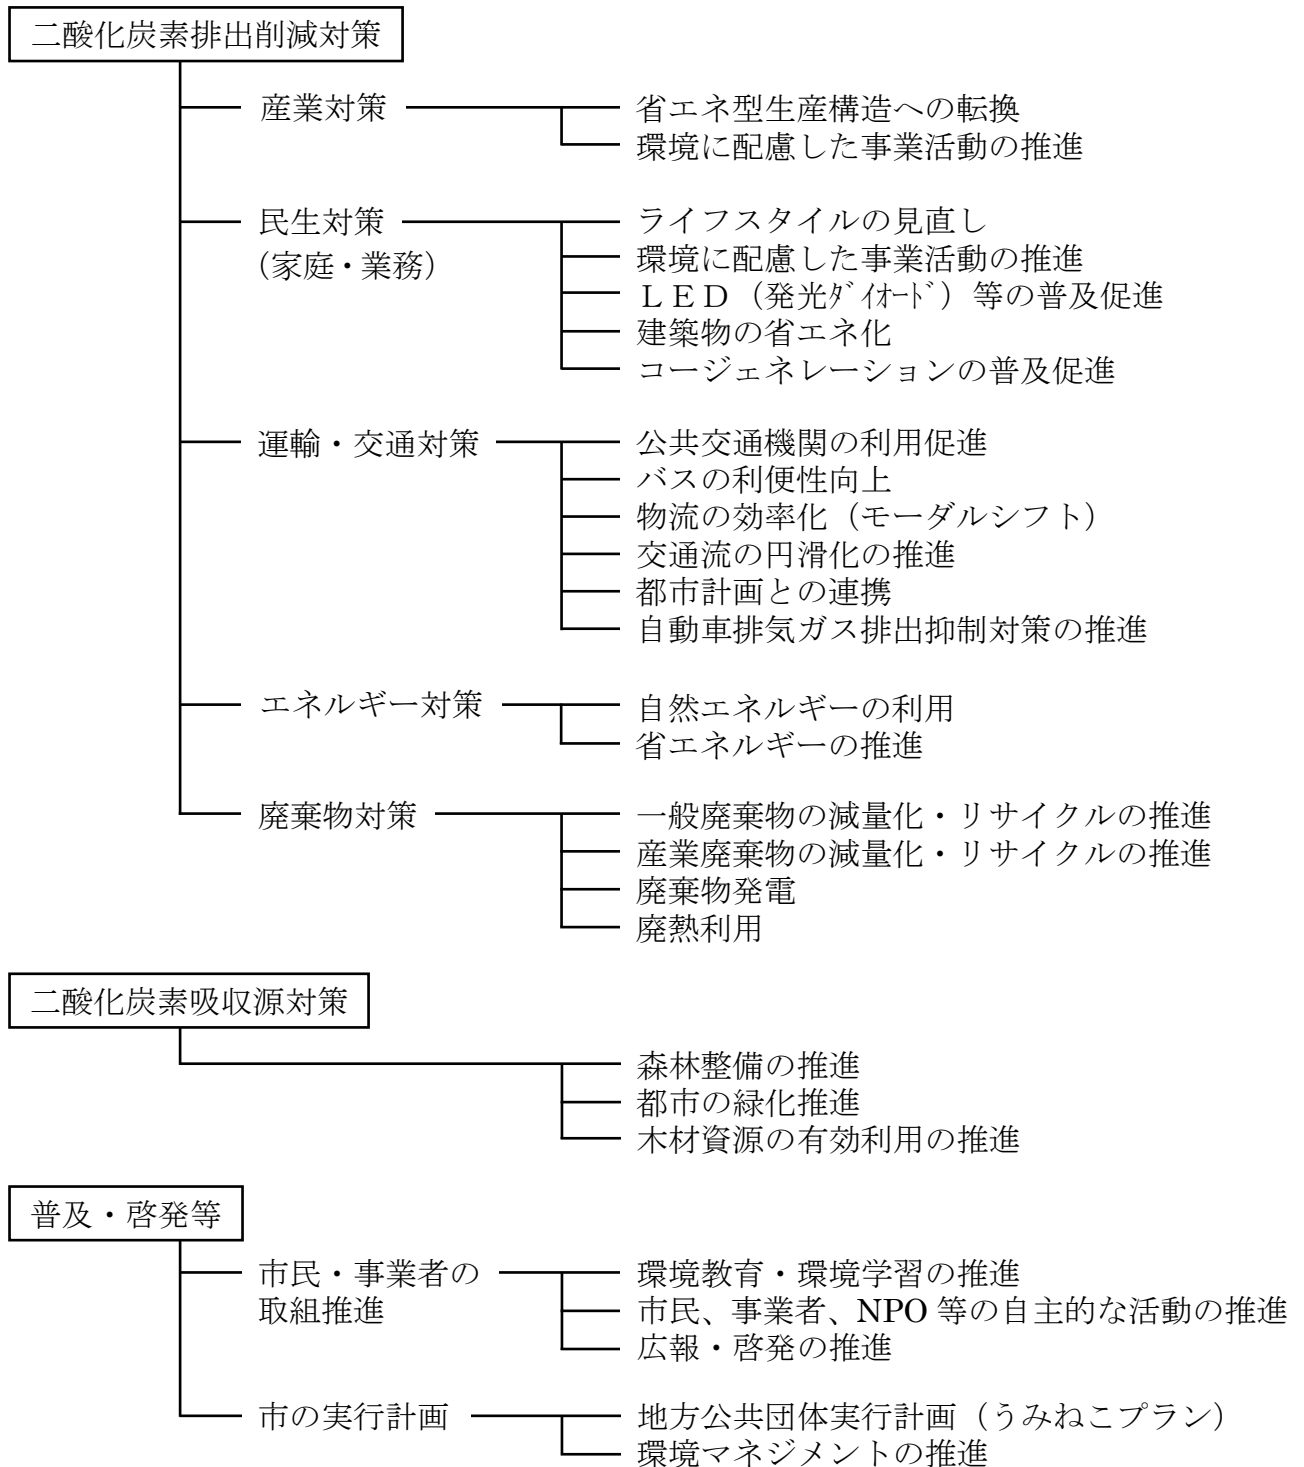 二酸化炭素排出削減対策
産業対策
省エネ型生産構造への転換
環境に配慮した事業活動の推進
民生対策
（家庭・業務）
ライフスタイルの見直し
環境に配慮した事業活動の推進
ＬＥＤ（発光ﾀﾞｲｵｰﾄﾞ）等の普及促進
建築物の省エネ化
コージェネレーションの普及促進
運輸・交通対策
公共交通機関の利用促進
バスの利便性向上
物流の効率化（モーダルシフト）
交通流の円滑化の推進
都市計画との連携
自動車排気ガス排出抑制対策の推進
エネルギー対策
自然エネルギーの利用
省エネルギーの推進
廃棄物対策
一般廃棄物の減量化・リサイクルの推進
産業廃棄物の減量化・リサイクルの推進
廃棄物発電
廃熱利用
二酸化炭素吸収源対策
森林整備の推進
都市の緑化推進
木材資源の有効利用の推進
普及・啓発等
市民・事業者の
取組推進
環境教育・環境学習の推進
市民、事業者、NPO 等の自主的な活動の推進
広報・啓発の推進
市の実行計画
地方公共団体実行計画（うみねこプラン）
環境マネジメントの推進